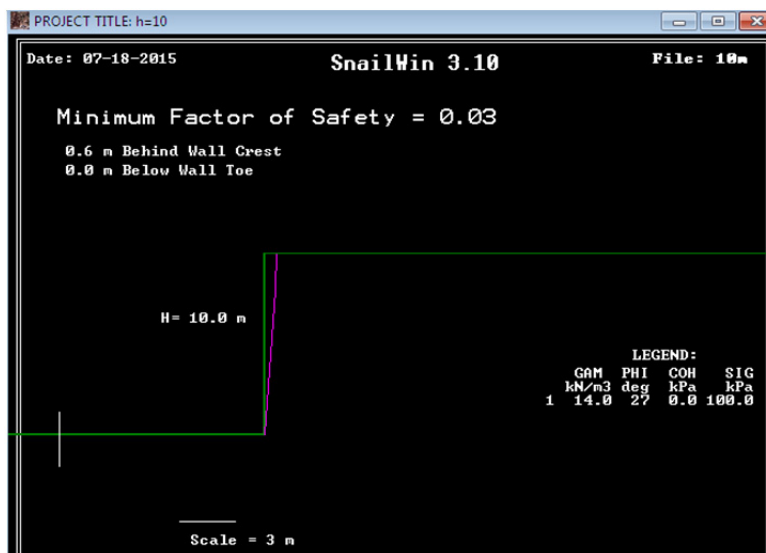 PROJECT TITLE: h=10
Date: 07-18-2015 SnailWin 3.10 File: 10m
Minimum Factor of Safety = 0.03
0.6 m Behind Wall Crest
0.0 m Below Wall Toe
H= 10.0 m
LEGEND:
GAM PHI COH SIG
kN/m3 deg kPa kPa
1 14.0 27 0.0 100.0
Scale = 3 m